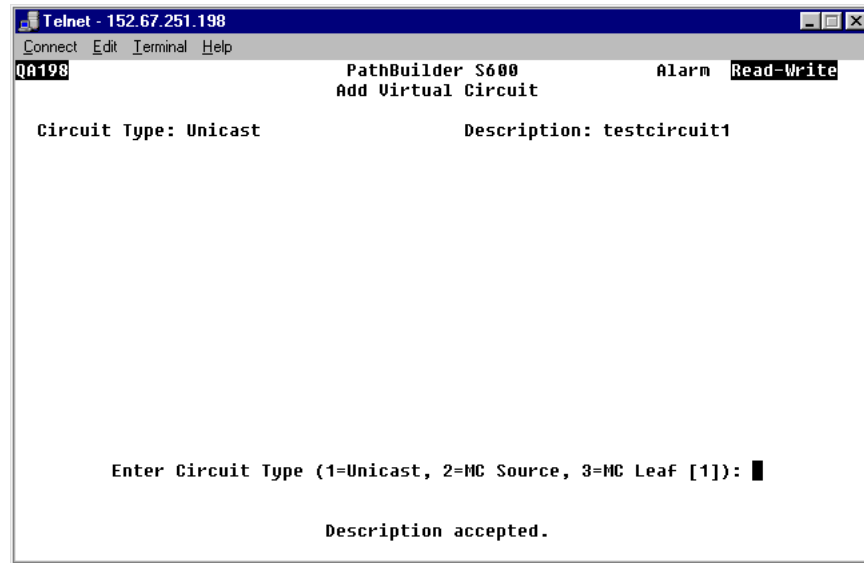 Telnet - 152.67.251.198
Connect Edit Terminal Help
QA198 PathBuilder S600 Alarm Read-Write
Add Virtual Circuit
Circuit Type: Unicast Description: testcircuit1
Enter Circuit Type (1=Unicast, 2=MC Source, 3=MC Leaf [1]):
Description accepted.